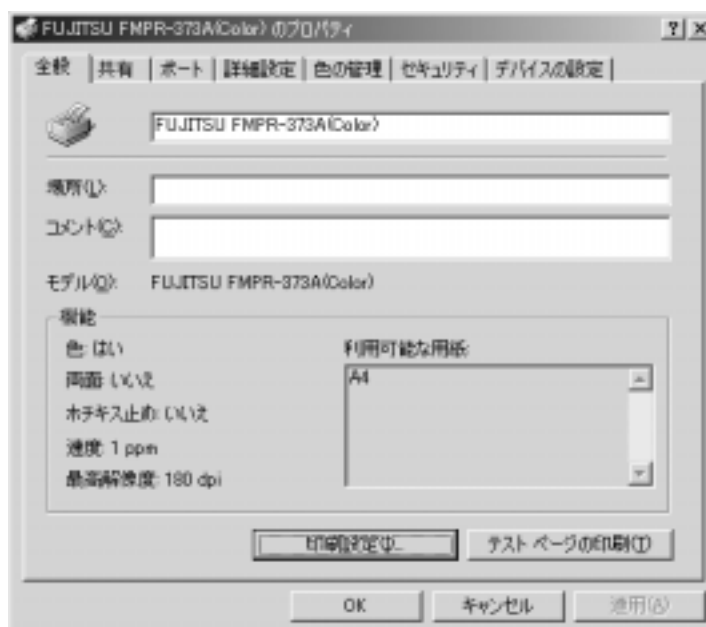 FUJITSU FMPR-373A(Color) のプロパティ
全般 共有 ポート 詳細設定 色の管理 セキュリティ デバイスの設定
FUJITSU FMPR-373A(Color)
場所(L):
コメント(C):
モデル(O): FUJITSU FMPR-373A(Color)
機能
色: はい
利用可能な用紙:
両面: いいえ
A4
ホチキス止め: いいえ
速度: 1 ppm
最高解像度: 180 dpi
印刷設定(I)...
テスト ページの印刷(T)
OK
キャンセル
適用(A)